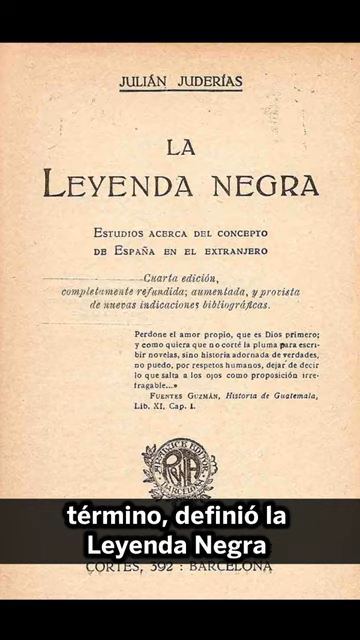 JULIÁN JUDERÍAS
LA
LEYENDA NEGRA
ESTUDIOS ACERCA DEL CONCEPTO
DE ESPAÑA EN EL EXTRANJERO
Cuarta edición,
completamente refundida; aumentada, y provista
de nuevas indicaciones bibliográficas.
Perdone el amor propio, que es Dios primero;
y como quiera que no corté la pluma para escri-
bir novelas, sino historia adornada de verdades,
no puedo, por respetos humanos, dejar de decir
lo que salta a los ojos como proposición irre-
fragable...»
FUENTES GUZMÁN, Historia de Guatemala,
Lib. XI. Cap. I.
término, definió la
Leyenda Negra
CORTES, 392 : BARCELONA